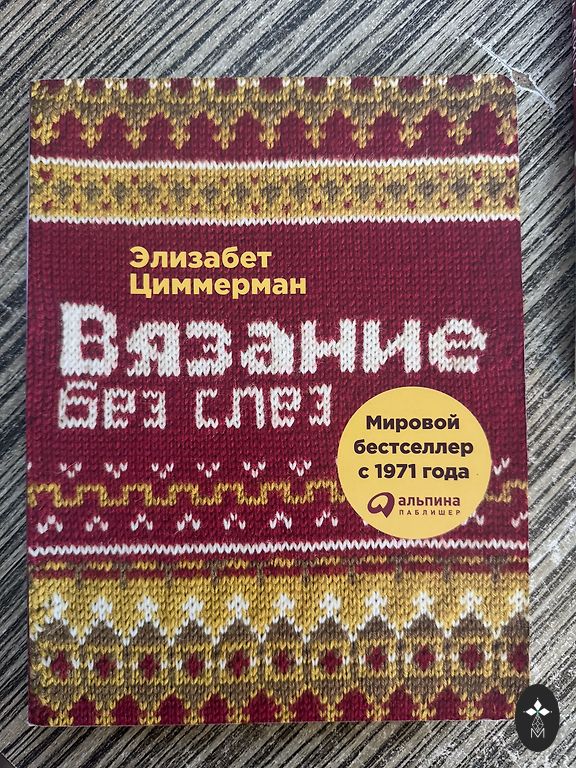 Элизабет
Циммерман
Вязание
без слез
Мировой
бестселлер
с 1971 года
альпина
ПАБЛИШЕР
М